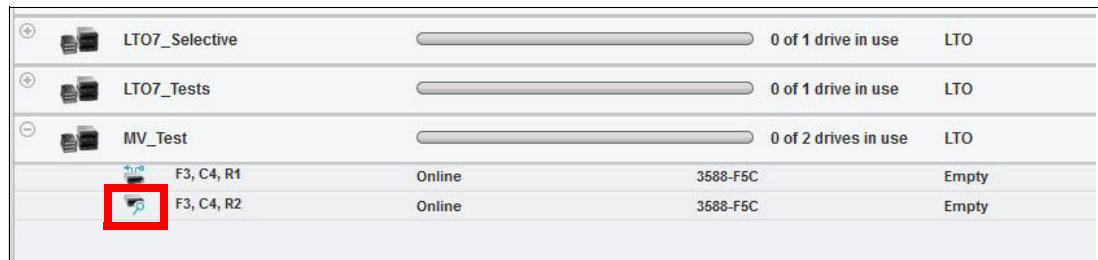 LTO7_Selective 0 of 1 drive in use LTO
LTO7_Tests 0 of 1 drive in use LTO
MV_Test 0 of 2 drives in use LTO
F3, C4, R1 Online 3588-F5C Empty
F3, C4, R2 Online 3588-F5C Empty